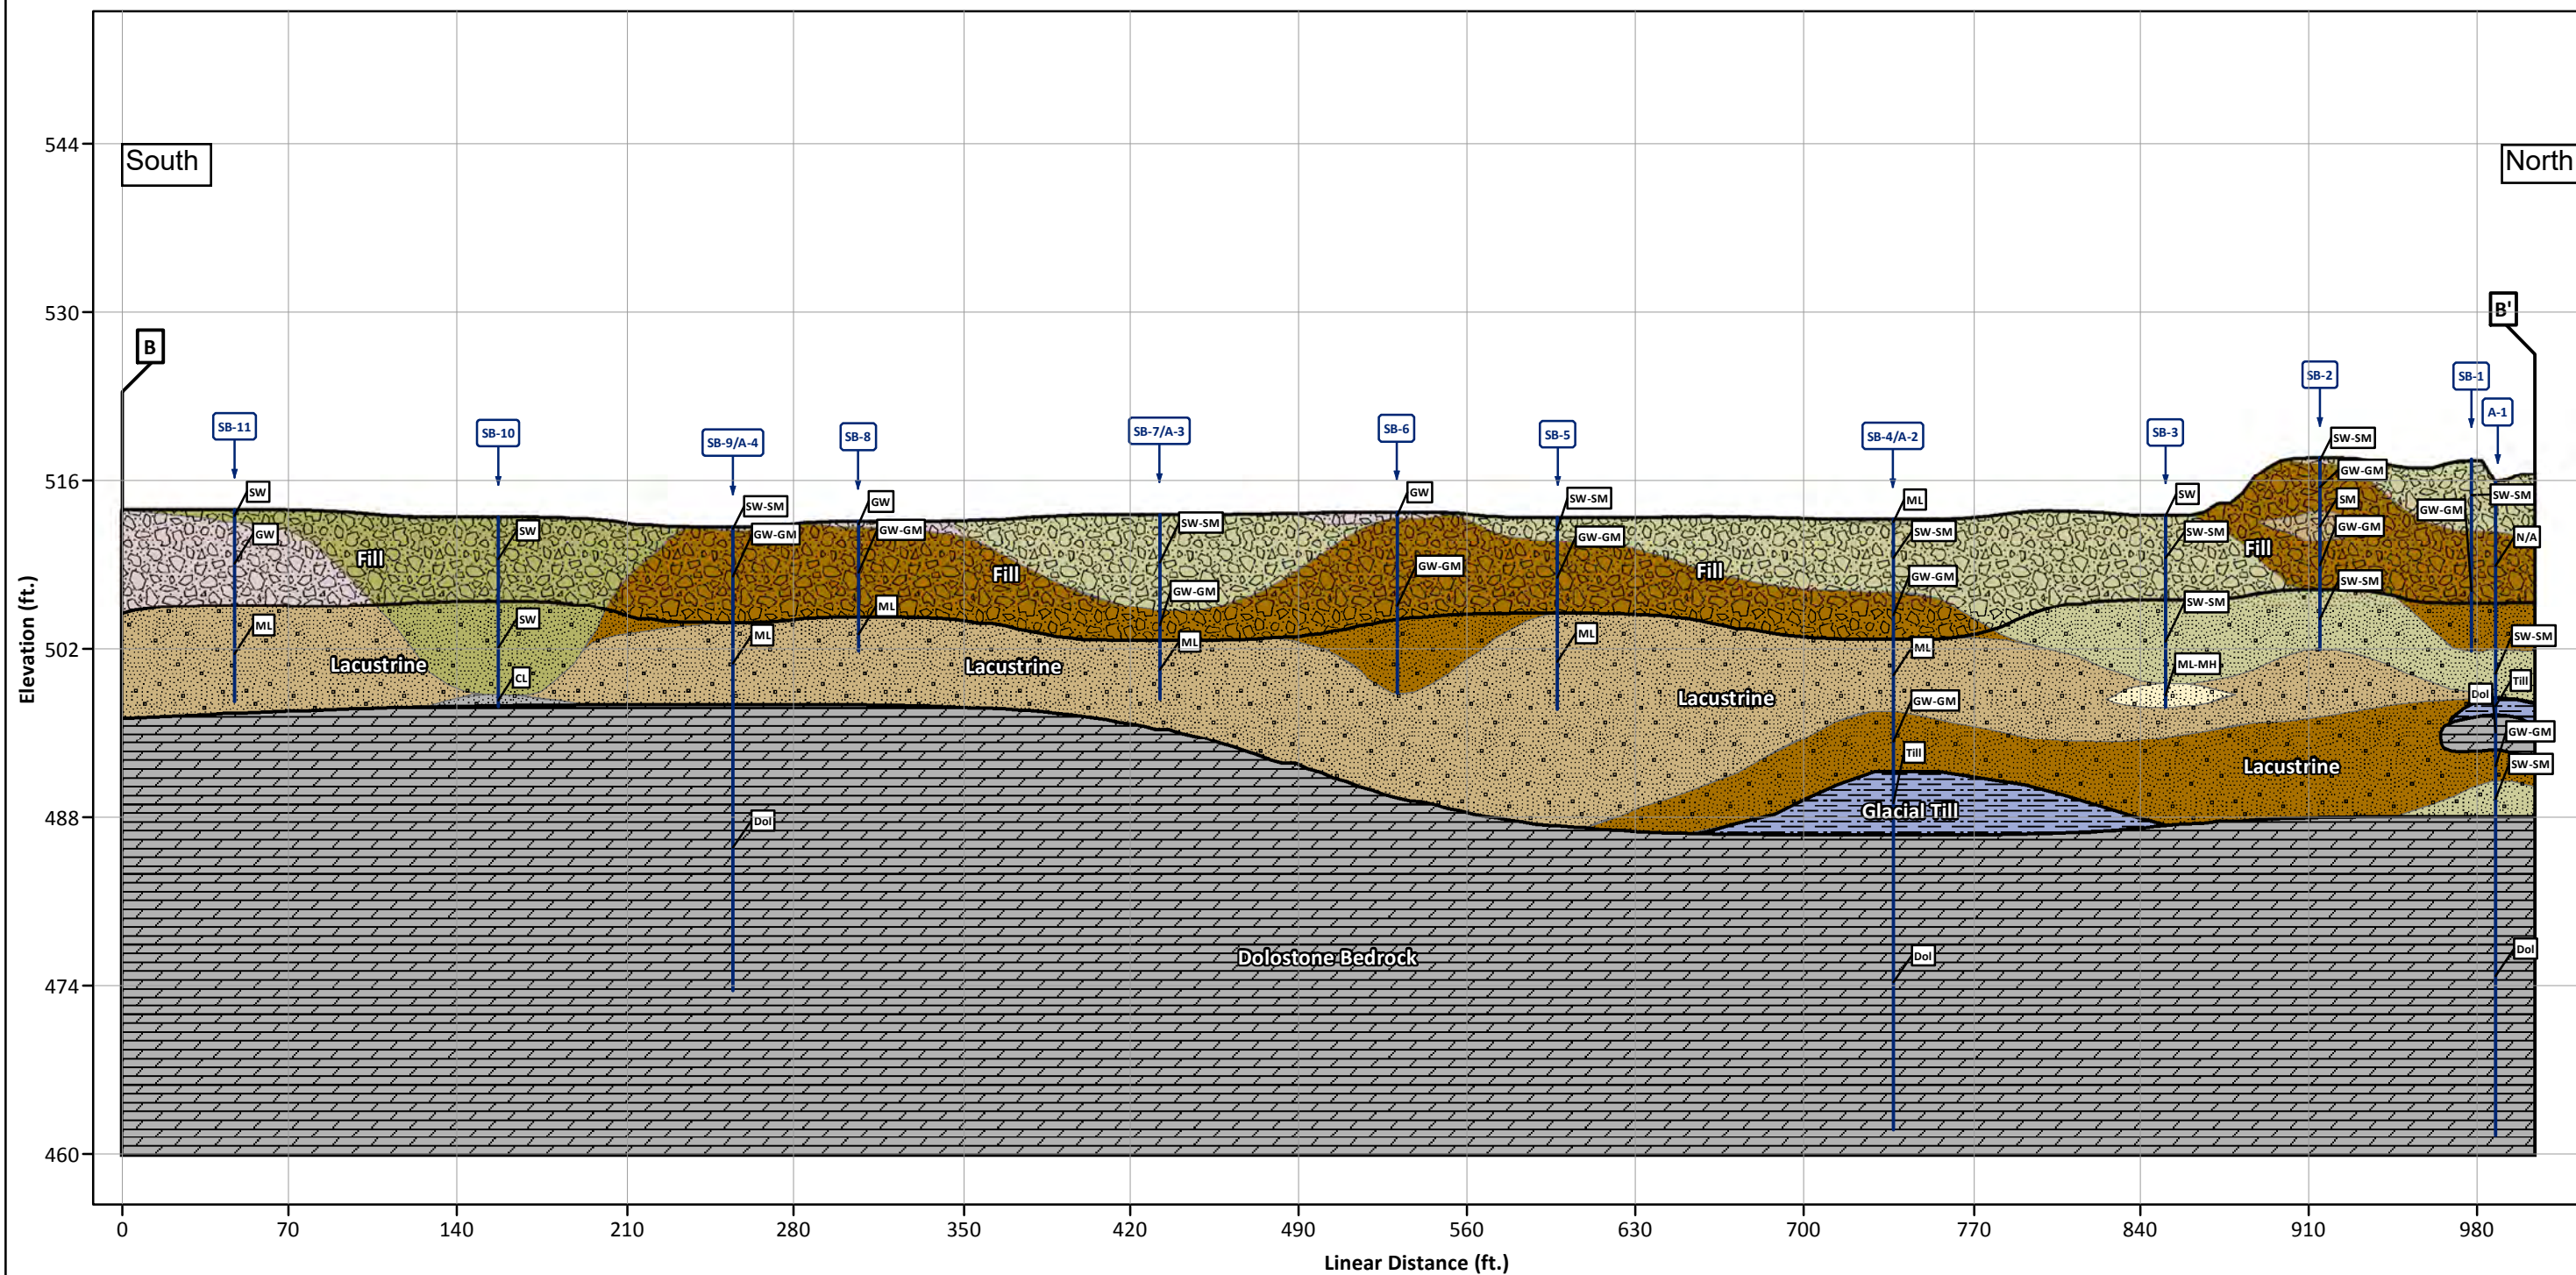 544
South
North
530
B
B'
SB-11
SB-10
SB-9/A-4
SB-8
SB-7/A-3
SB-6
SB-5
SB-4/A-2
SB-3
SB-2
SB-1
A-1
516
SW
GW
ML
SW
SW
CL
SW-SM
GW-GM
ML
Dol
GW
GW-GM
ML
SW-SM
GW-GM
ML
GW
GW-GM
SW-SM
GW-GM
ML
ML
SW-SM
GW-GM
ML
GW-GM
Till
Dol
SW
SW-SM
SW-SM
ML-MH
SW-SM
GW-GM
SM
GW-GM
SW-SM
GW-GM
SW-SM
N/A
SW-SM
Till
Dol
GW-GM
SW-SM
Dol
Fill
Fill
Fill
Fill
502
Lacustrine
Lacustrine
Lacustrine
Lacustrine
488
Glacial Till
Dolostone Bedrock
474
460
Elevation (ft.)
0 70 140 210 280 350 420 490 560 630 700 770 840 910 980
Linear Distance (ft.)